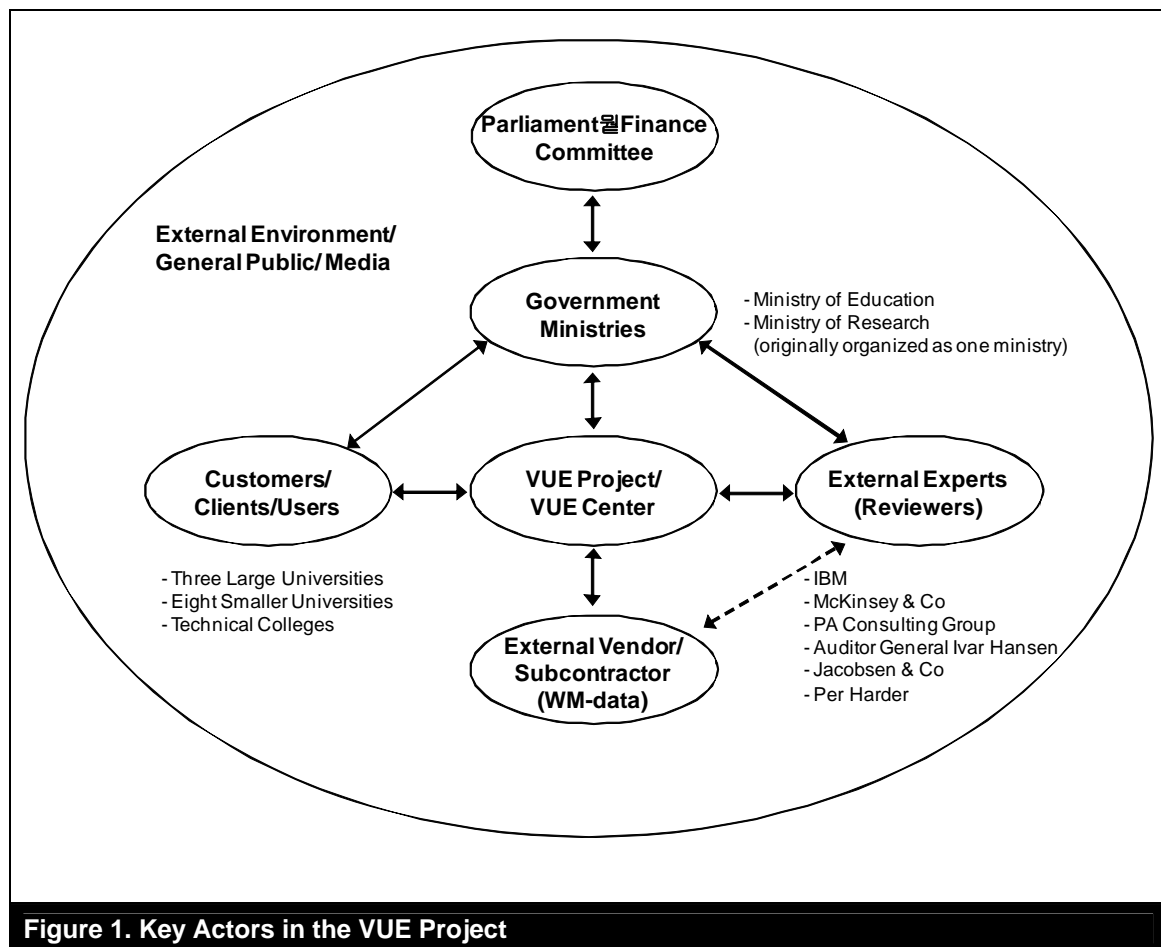 Parliament월Finance
Committee
External Environment/
General Public/ Media
Government
Ministries
- Ministry of Education
- Ministry of Research
(originally organized as one ministry)
Customers/
Clients/Users
VUE Project/
VUE Center
External Experts
(Reviewers)
- Three Large Universities
- Eight Smaller Universities
- Technical Colleges
External Vendor/
Subcontractor
(WM-data)
- IBM
- McKinsey & Co
- PA Consulting Group
- Auditor General Ivar Hansen
- Jacobsen & Co
- Per Harder
Figure 1. Key Actors in the VUE Project